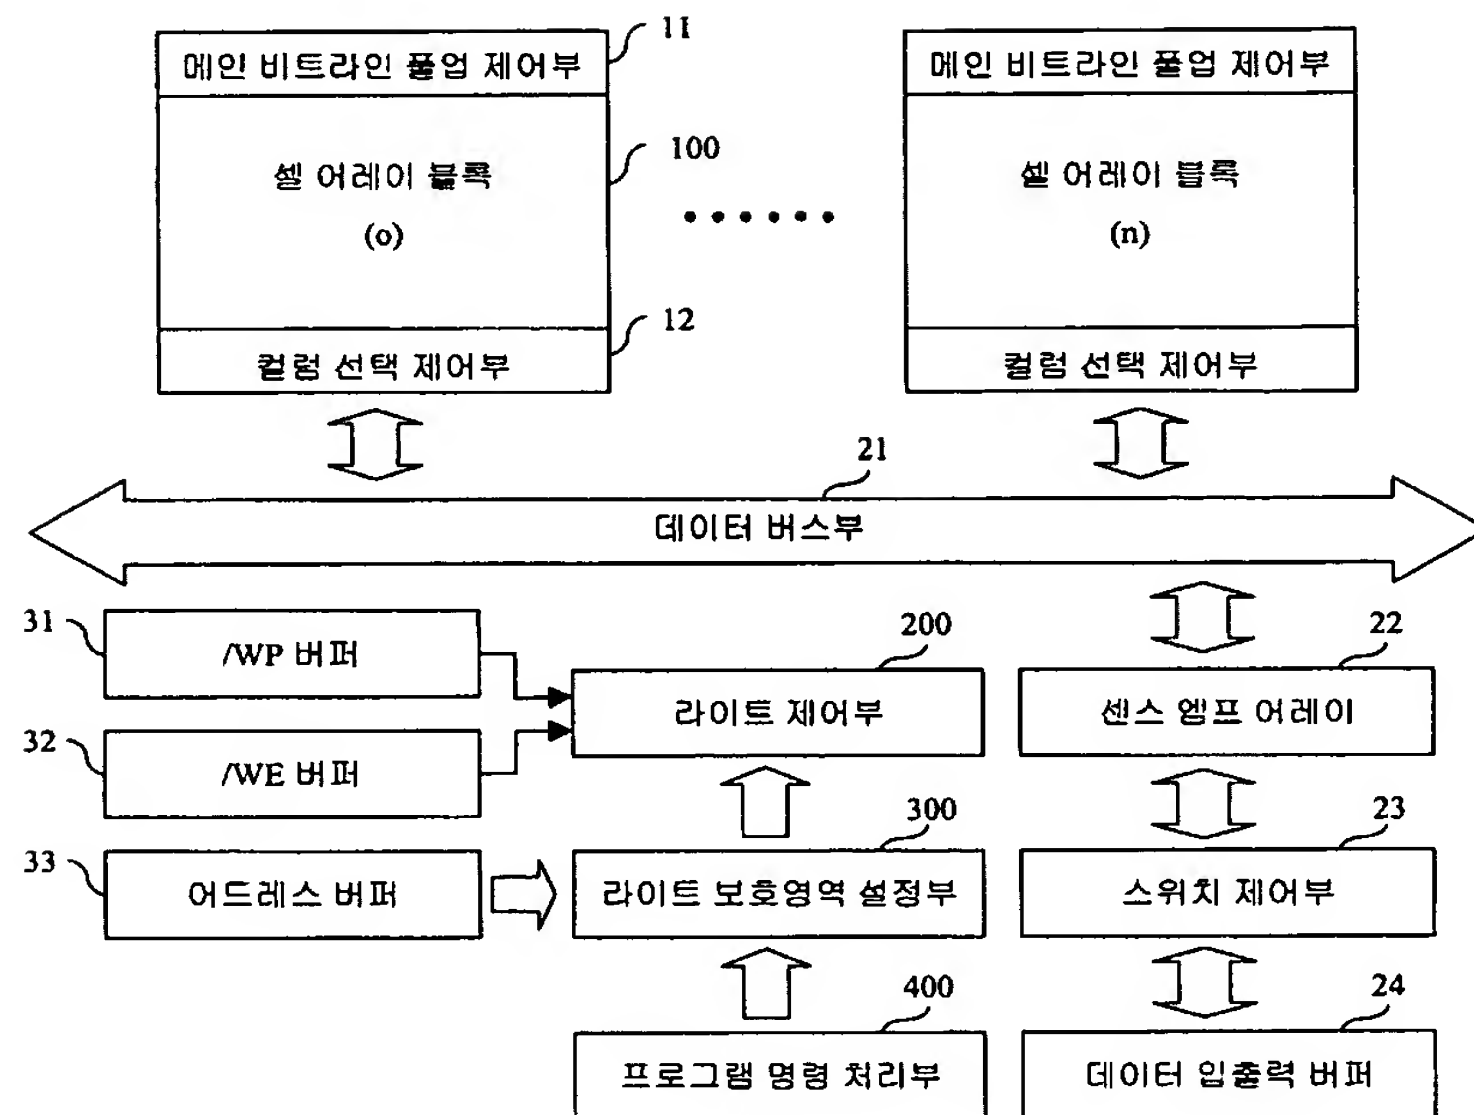 11
메인 비트라인 풀업 제어부
메인 비트라인 풀업 제어부
100
셀 어레이 블록
(o)
셀 어레이 블록
(n)
12
컬럼 선택 제어부
컬럼 선택 제어부
21
데이터 버스부
31
/WP 버퍼
200
라이트 제어부
22
센스 엠프 어레이
32
/WE 버퍼
300
23
33
어드레스 버퍼
라이트 보호영역 설정부
스위치 제어부
400
24
프로그램 명령 처리부
데이터 입출력 버퍼